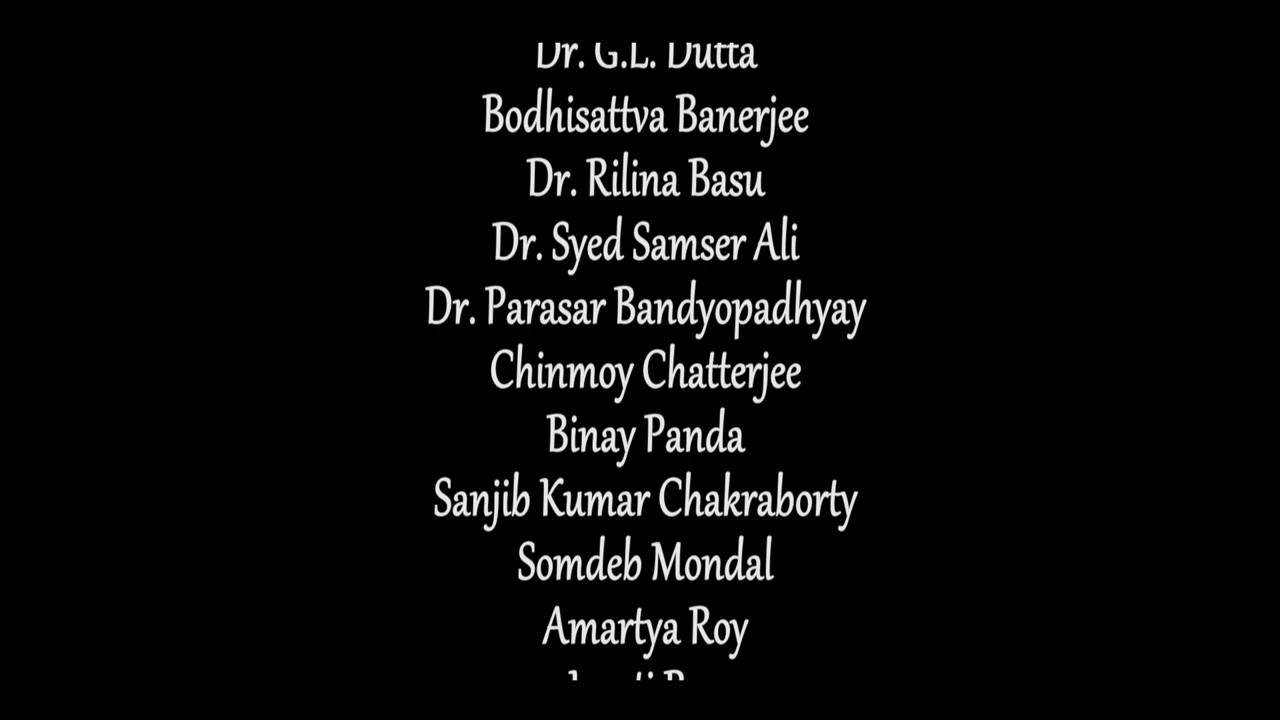 Dr. G.L. Dutta
Bodhisattva Banerjee
Dr. Rilina Basu
Dr. Syed Samser Ali
Dr. Parasar Bandyopadhyay
Chinmoy Chatterjee
Binay Panda
Sanjib Kumar Chakraborty
Somdeb Mondal
Amartya Roy